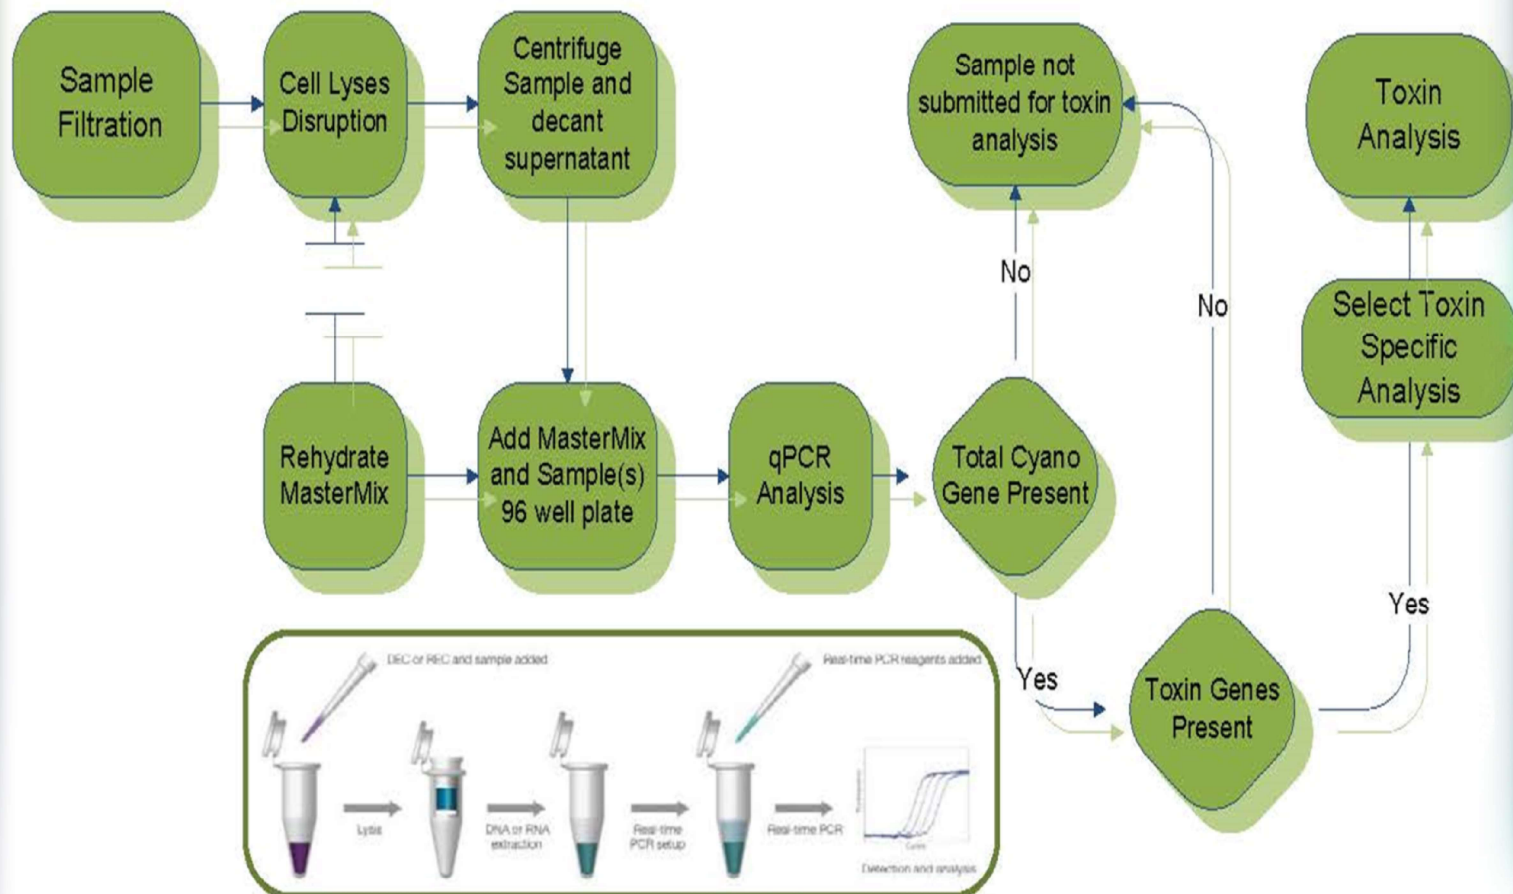 Sample
Filtration
Cell Lyses
Disruption
Centrifuge
Sample and
decant
supernatant
Sample not
submitted for toxin
analysis
Toxin
Analysis
No
No
Select Toxin
Specific
Analysis
Rehydrate
MasterMix
Add MasterMix
and Sample(s)
96 well plate
qPCR
Analysis
Total Cyano
Gene Present
Yes
Yes
Toxin Genes
Present
DEC or REC and sample added
Real-time PCR reagents added
Lysis
DNA or RNA
extraction
Real-time
PCR setup
Real-time PCR
Detection and analysis